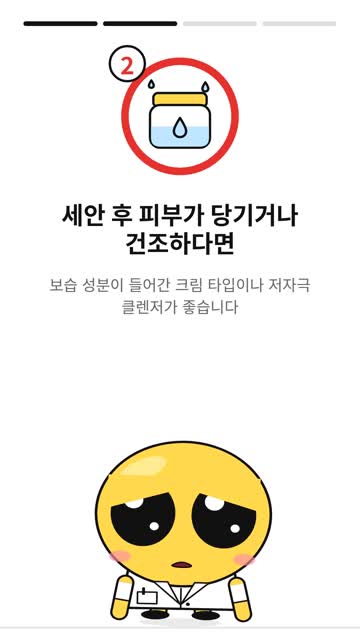 2
세안 후 피부가 당기거나
건조하다면
보습 성분이 들어간 크림 타입이나 저자극
클렌저가 좋습니다